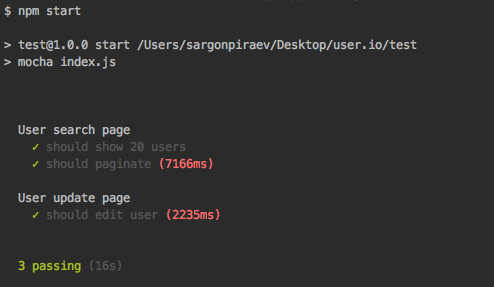 $ npm start
> test@1.0.0 start /Users/sargonpiraev/Desktop/user.io/test
> mocha index.js
User search page
✓ should show 20 users
✓ should paginate (7166ms)
User update page
✓ should edit user (2235ms)
3 passing (16s)